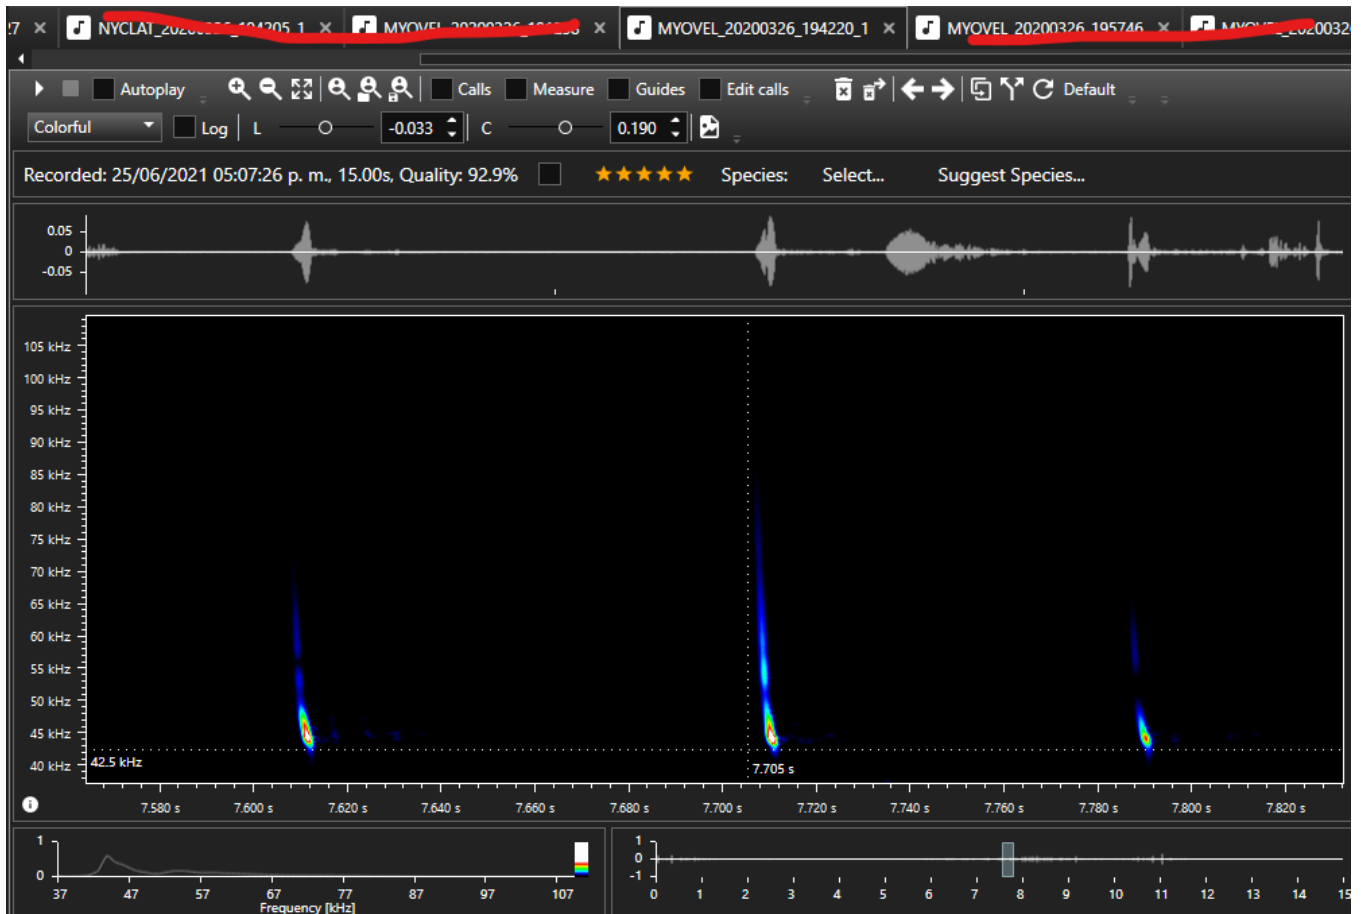 7 NYCLAT_20200326_194205_1 MYOVEL_20200326_194220_1 MYOVEL_20200326_195746
Autoplay Calls Measure Guides Edit calls Default
Colorful Log L -0.033 C 0.190
Recorded: 25/06/2021 05:07:26 p. m., 15.00s, Quality: 92.9% Species: Select... Suggest Species...
0.05
0
-0.05
105 kHz
100 kHz
95 kHz
90 kHz
85 kHz
80 kHz
75 kHz
70 kHz
65 kHz
60 kHz
55 kHz
50 kHz
45 kHz
40 kHz
42.5 kHz
7.705 s
7.580 s 7.600 s 7.620 s 7.640 s 7.660 s 7.680 s 7.700 s 7.720 s 7.740 s 7.760 s 7.780 s 7.800 s 7.820 s
1
0
37 47 57 67 77 87 97 107
Frequency [kHz]
1
0
-1
0 1 2 3 4 5 6 7 8 9 10 11 12 13 14 15